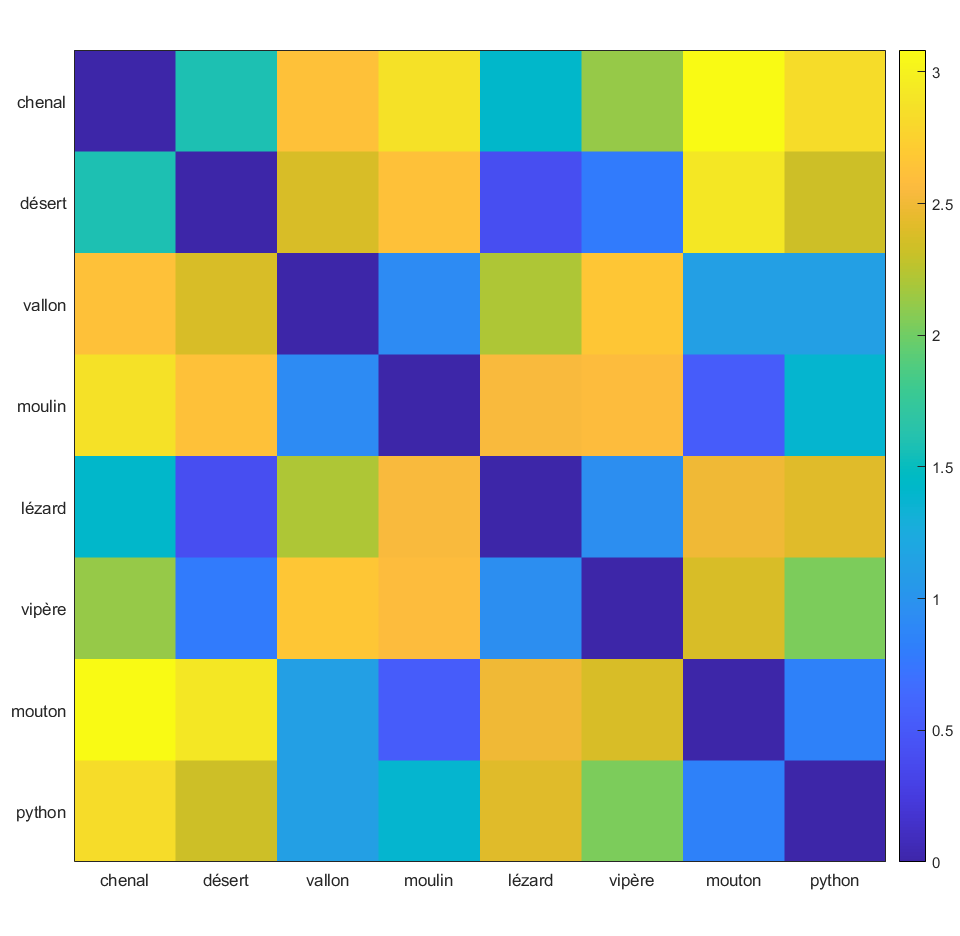 chenal
désert
vallon
moulin
lézard
vipère
mouton
python
chenal désert vallon moulin lézard vipère mouton python
3
2.5
2
1.5
1
0.5
0